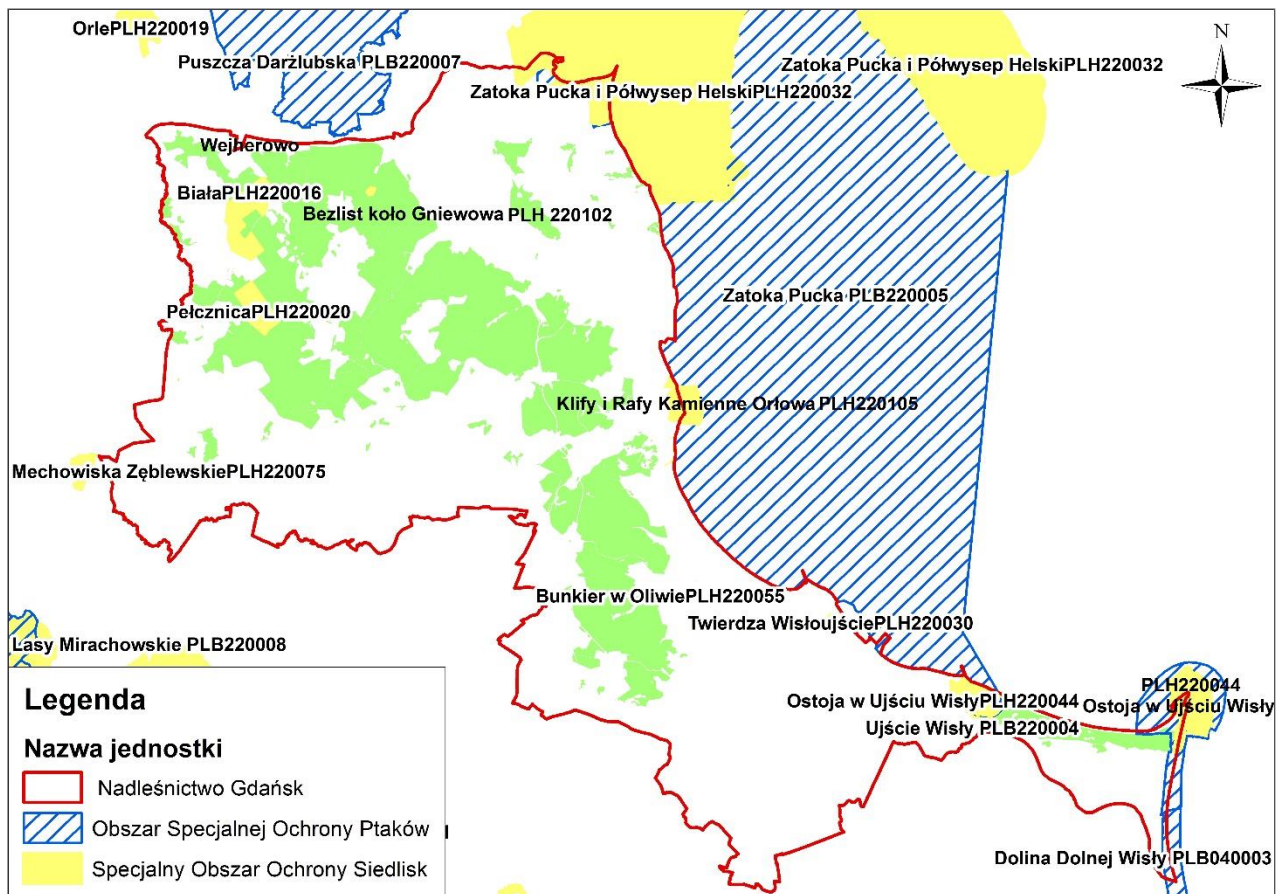 OrlePLH220019
Puszcza Darżlubska PLB220007
N
Zatoka Pucka i Półwysep HelskiPLH220032
Zatoka Pucka i Półwysep HelskiPLH220032
Wejherowo
BiałaPLH220016
Bezlist koło Gniewowa PLH 220102
Zatoka Pucka PLB220005
PełcznicaPLH220020
Klify i Rafy Kamienne Orłowa PLH220105
Mechowiska ZęblewskiePLH220075
Bunkier w OliwiePLH220055
Twierdza WisłoujściePLH220030
Lasy Mirachowskie PLB220008
PLH220044
Ostoja w Ujściu WisłyPLH220044
Ostoja w Ujściu Wisły
Ujście Wisły PLB220004
Dolina Dolnej Wisły PLB040003
Legenda
Nazwa jednostki
Nadleśnictwo Gdańsk
Obszar Specjalnej Ochrony Ptaków
Specjalny Obszar Ochrony Siedlisk